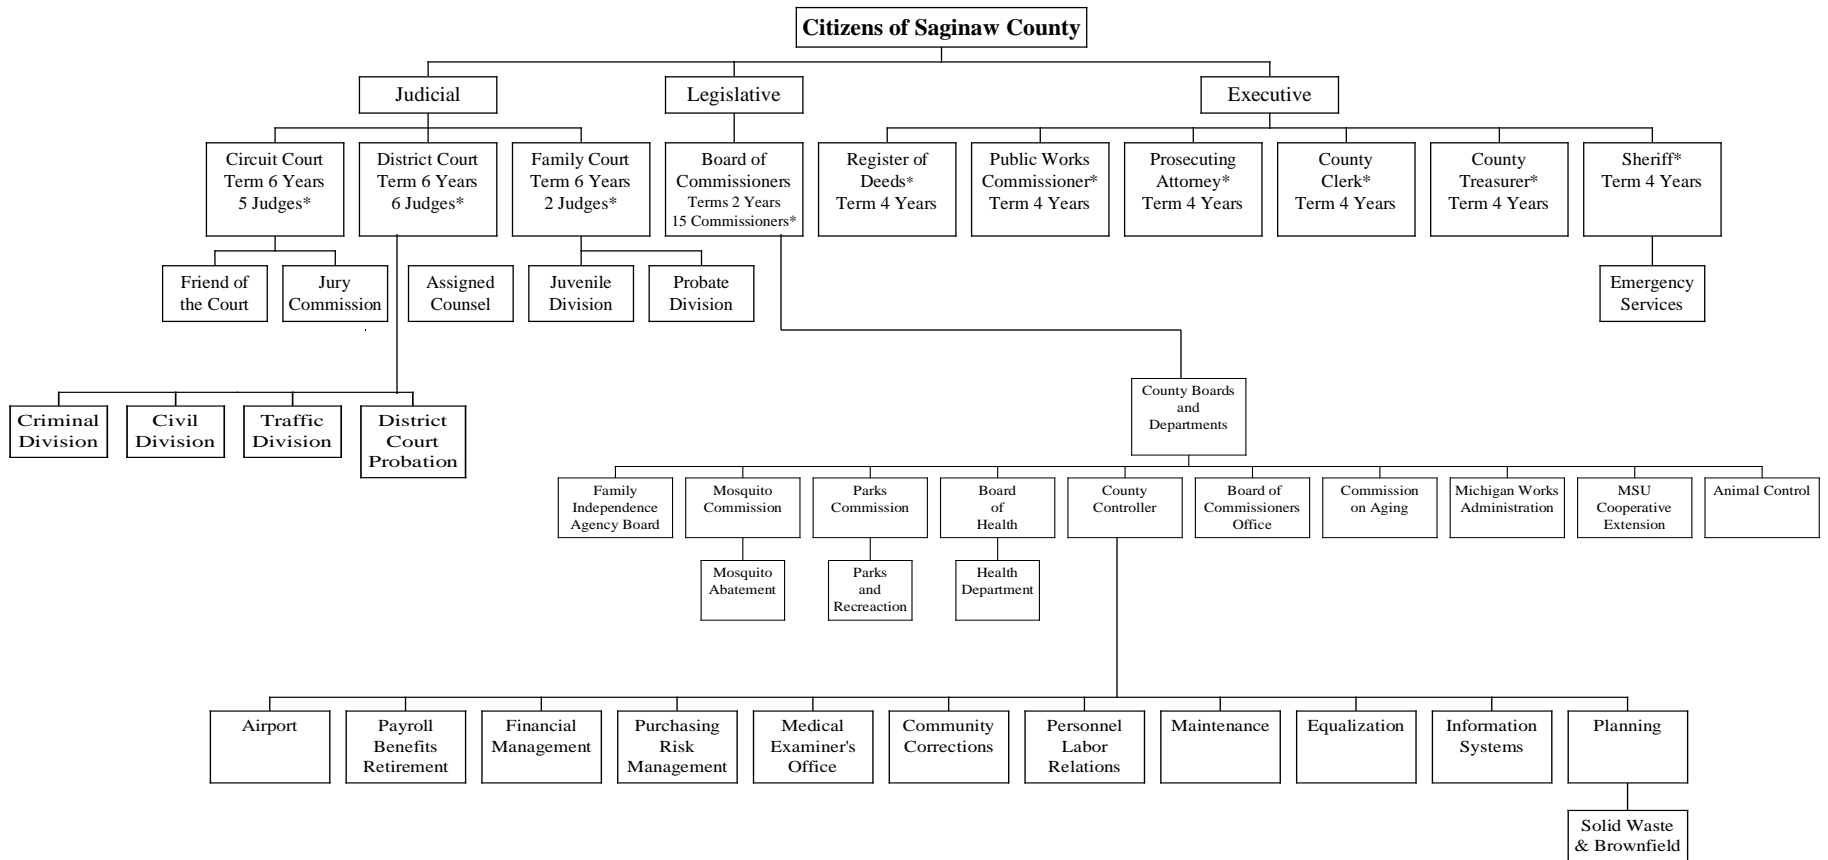 Citizens of Saginaw County
Judicial
Legislative
Executive
Circuit Court
Term 6 Years
5 Judges*
District Court
Term 6 Years
6 Judges*
Family Court
Term 6 Years
2 Judges*
Board of
Commissioners
Terms 2 Years
15 Commissioners*
Register of
Deeds*
Term 4 Years
Public Works
Commissioner*
Term 4 Years
Prosecuting
Attorney*
Term 4 Years
County
Clerk*
Term 4 Years
County
Treasurer*
Term 4 Years
Sheriff*
Term 4 Years
Friend of
the Court
Jury
Commission
Assigned
Counsel
Juvenile
Division
Probate
Division
Emergency
Services
Criminal
Division
Civil
Division
Traffic
Division
District
Court
Probation
County Boards
and
Departments
Family
Independence
Agency Board
Mosquito
Commission
Parks
Commission
Board
of
Health
County
Controller
Board of
Commissioners
Office
Commission
on Aging
Michigan Works
Administration
MSU
Cooperative
Extension
Animal Control
Mosquito
Abatement
Parks
and
Recreaction
Health
Department
Airport
Payroll
Benefits
Retirement
Financial
Management
Purchasing
Risk
Management
Medical
Examiner's
Office
Community
Corrections
Personnel
Labor
Relations
Maintenance
Equalization
Information
Systems
Planning
Solid Waste
& Brownfield